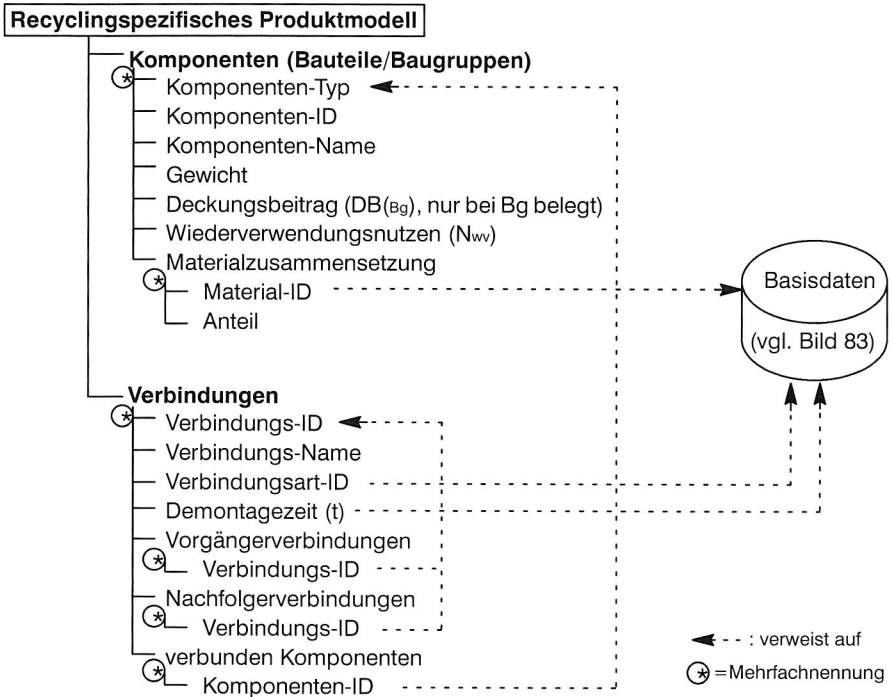 Recyclingspezifisches Produktmodell
Komponenten (Bauteile/Baugruppen)
* Komponenten-Typ
Komponenten-ID
Komponenten-Name
Gewicht
Deckungsbeitrag (DB(Bg), nur bei Bg belegt)
Wiederverwendungsnutzen (Nwv)
Materialzusammensetzung
* Material-ID
Anteil
Basisdaten
(vgl. Bild 83)
Verbindungen
* Verbindungs-ID
Verbindungs-Name
Verbindungsart-ID
Demontagezeit (t)
Vorgängerverbindungen
* Verbindungs-ID
Nachfolgerverbindungen
* Verbindungs-ID
verbunden Komponenten
* Komponenten-ID
: verweist auf
* =Mehrfachnennung